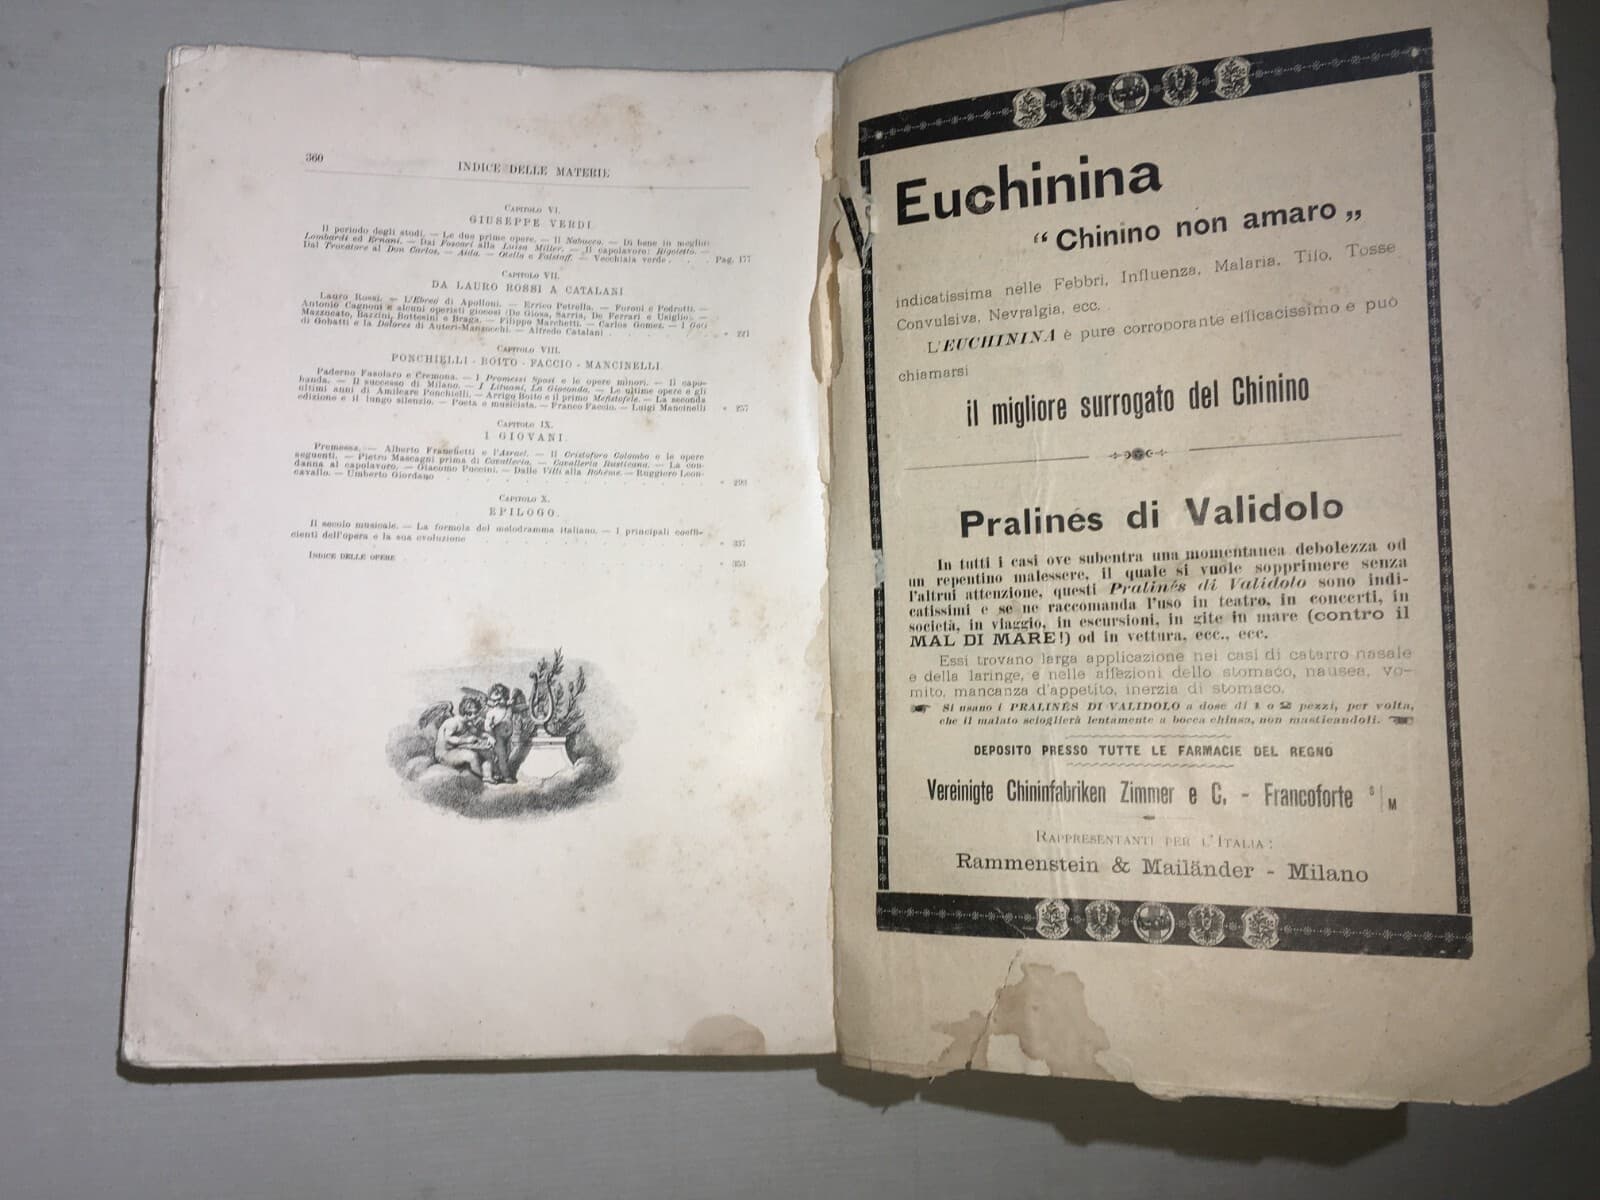 360
INDICE DELLE MATERIE
Capitolo VI.
GIUSEPPE VERDI
Il periodo degli studi. — Le due prime opere. — Il Nabucco. — Di bene in meglio:
Lombardi ed Ernani. — Dai Foscari alla Luisa Miller. — Il capolavoro: Rigoletto. —
Dal Trovatore al Don Carlos. — Aida. — Otello e Falstaff. — Vecchiaia verde . . . Pag. 177
Capitolo VII.
DA LAURO ROSSI A CATALANI
Lauro Rossi. — L'Ebreo di Apolloni. — Errico Petrella. — Foroni e Pedrotti. —
Antonio Cagnoni e alcuni operisti giocosi (De Giosa, Sarria, De Ferrari e Usiglio). —
Mazzucato, Bazzini, Bottesini e Braga. — Filippo Marchetti. — Carlos Gomez. — I Goti
di Gobatti e la Dolores di Auteri-Manzocchi. — Alfredo Catalani . . . » 221
Capitolo VIII.
PONCHIELLI - BOITO - FACCIO - MANCINELLI.
Paderno Fasolaro e Cremona. — I Promessi Sposi e le opere minori. — Il capo-
banda. — Il successo di Milano. — I Lituani, La Gioconda. — Le ultime opere e gli
ultimi anni di Amilcare Ponchielli. — Arrigo Boito e il primo Mefistofele. — La seconda
edizione e il lungo silenzio. — Poeta e musicista. — Franco Faccio. — Luigi Mancinelli » 257
Capitolo IX.
I GIOVANI.
Premessa. — Alberto Franchetti e l'Asrael. — Il Cristoforo Colombo e le opere
seguenti. — Pietro Mascagni prima di Cavalleria. — Cavalleria Rusticana. — La con-
danna al capolavoro. — Giacomo Puccini. — Dalle Villi alla Bohème. — Ruggiero Leon-
cavallo. — Umberto Giordano . . . » 293
Capitolo X.
EPILOGO.
Il secolo musicale. — La formola del melodramma italiano. — I principali coeffi-
cienti dell'opera e la sua evoluzione . . . » 337
Indice delle opere . . . » 353
Euchinina
“ Chinino non amaro „
indicatissima nelle Febbri, Influenza, Malaria, Tifo, Tosse
Convulsiva, Nevralgia, ecc.
L'EUCHININA è pure corroborante efficacissimo e può
chiamarsi
il migliore surrogato del Chinino
Pralinés di Validolo
In tutti i casi ove subentra una momentanea debolezza od
un repentino malessere, il quale si vuole sopprimere senza
l'altrui attenzione, questi Pralinés di Validolo sono indi-
catissimi e se ne raccomanda l'uso in teatro, in concerti, in
società, in viaggio, in escursioni, in gite in mare (contro il
MAL DI MARE!) od in vettura, ecc., ecc.
Essi trovano larga applicazione nei casi di catarro nasale
e della laringe, e nelle affezioni dello stomaco, nausea, vo-
mito, mancanza d'appetito, inerzia di stomaco.
Si usano i PRALINÉS DI VALIDOLO a dose di 1 o 2 pezzi, per volta,
che il malato scioglierà lentamente a bocca chiusa, non masticandoli.
DEPOSITO PRESSO TUTTE LE FARMACIE DEL REGNO
Vereinigte Chininfabriken Zimmer e C. - Francoforte S/M
Rappresentanti per l'Italia:
Rammenstein & Mailänder - Milano